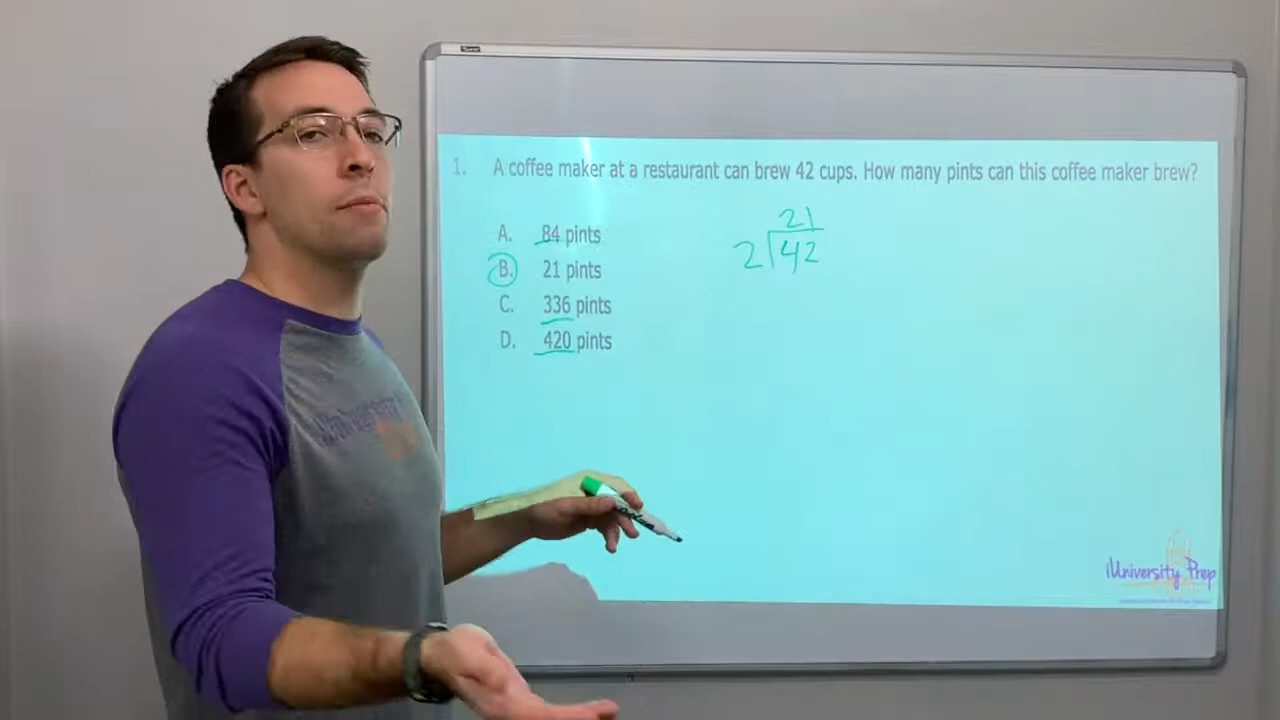 1. A coffee maker at a restaurant can brew 42 cups. How many pints can this coffee maker brew?
A. 84 pints
B. 21 pints
C. 336 pints
D. 420 pints
21
2 42
iUniversity Prep